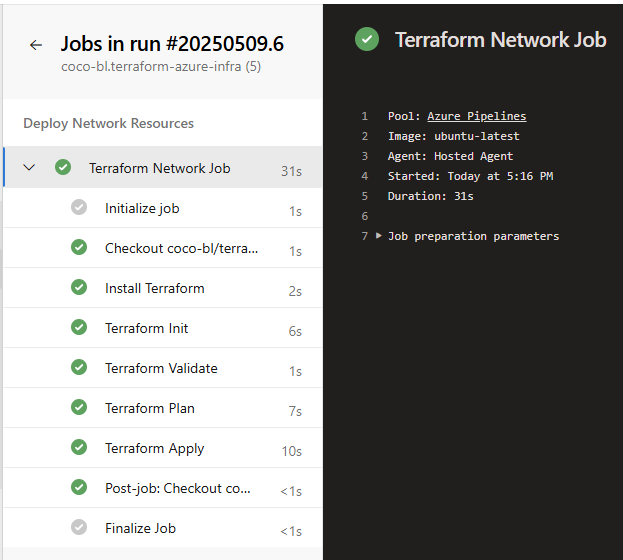 Jobs in run #20250509.6
coco-bl.terraform-azure-infra (5)
Deploy Network Resources
Terraform Network Job 31s
Initialize job 1s
Checkout coco-bl/terra... 1s
Install Terraform 2s
Terraform Init 6s
Terraform Validate 1s
Terraform Plan 7s
Terraform Apply 10s
Post-job: Checkout co... <1s
Finalize Job <1s
Terraform Network Job
1 Pool: Azure Pipelines
2 Image: ubuntu-latest
3 Agent: Hosted Agent
4 Started: Today at 5:16 PM
5 Duration: 31s
6
7 Job preparation parameters